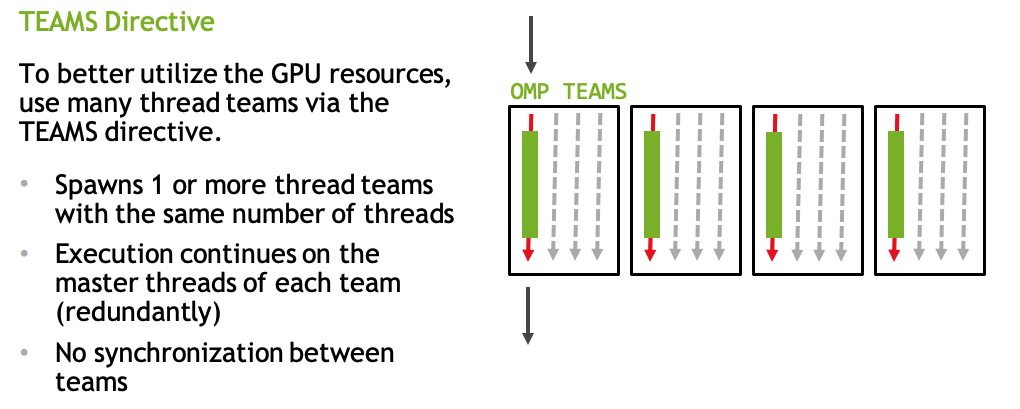 TEAMS Directive
To better utilize the GPU resources,
use many thread teams via the
TEAMS directive.
• Spawns 1 or more thread teams
with the same number of threads
• Execution continues on the
master threads of each team
(redundantly)
• No synchronization between
teams
OMP TEAMS